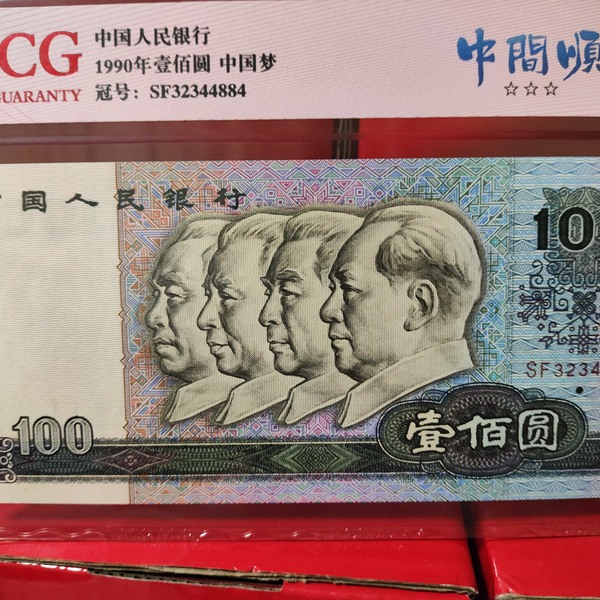 CG
GUARANTY
中国人民银行
1990年壹佰圆 中国梦
冠号：SF32344884
中間順
☆☆☆
国人民银行
10
SF3234
100
壹佰圆